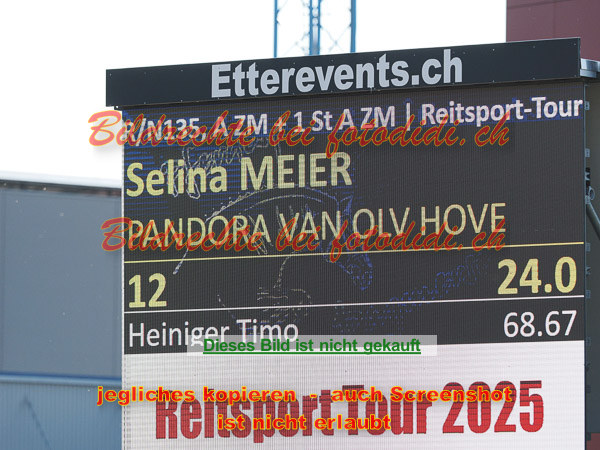 Etterevents.ch
R/N135, A ZM + 1 St A ZM | Reitsport-Tour
Bildrechte bei fotodidi.ch
Selina MEIER
PANDORA VAN OLV HOVE
Bildrechte bei fotodidi.ch
12 24.0
Heiniger Timo 68.67
Dieses Bild ist nicht gekauft
jegliches kopieren - auch Screenshot
Reitsport Tour 2025
ist nicht erlaubt